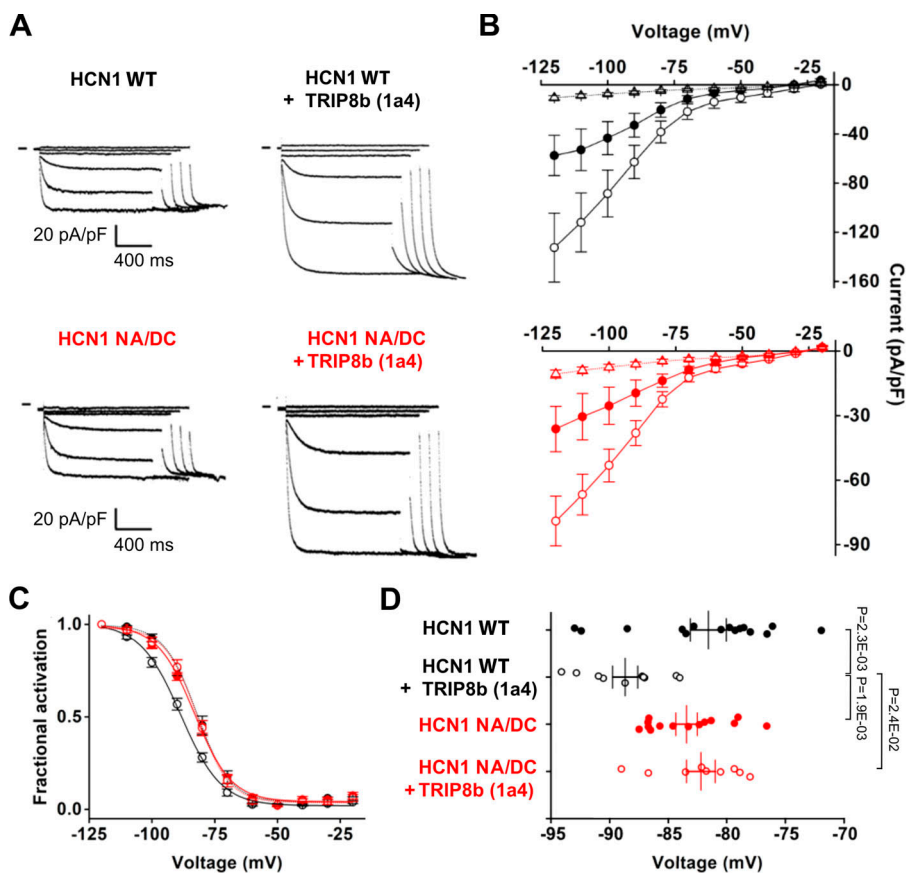 A
HCN1 WT
HCN1 WT
+ TRIP8b (1a4)
20 pA/pF
400 ms
HCN1 NA/DC
HCN1 NA/DC
+TRIP8b (1a4)
20 pA/pF
400 ms
B
Voltage (mV)
-125 -100 -75 -50 -25
0
-40
-80
-120
-160
Current (pA/pF)
-125 -100 -75 -50 -25
0
-30
-60
-90
C
Fractional activation
1.0
0.5
0.0
-125 -100 -75 -50 -25
Voltage (mV)
D
HCN1 WT
HCN1 WT
+ TRIP8b (1a4)
HCN1 NA/DC
HCN1 NA/DC
+TRIP8b (1a4)
P=2.3E-03
P=1.9E-03
P=2.4E-02
-95 -90 -85 -80 -75 -70
Voltage (mV)